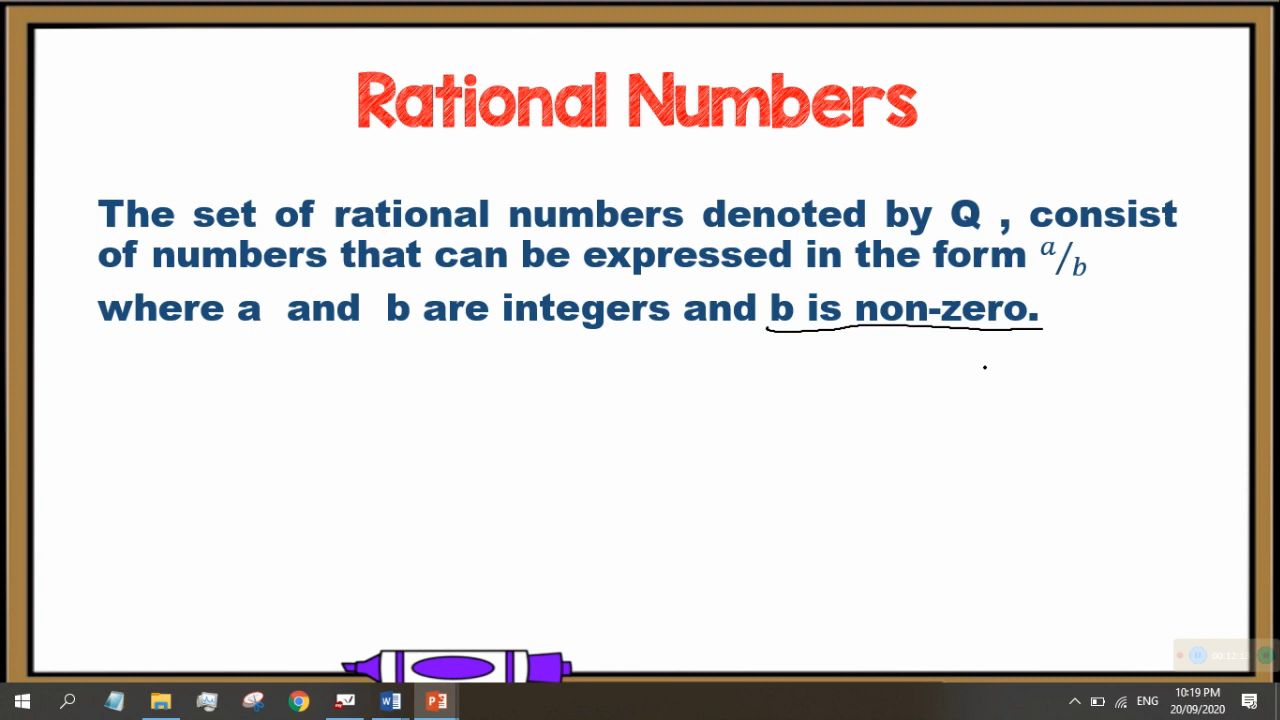 Rational Numbers
The set of rational numbers denoted by Q , consist
of numbers that can be expressed in the form a/b
where a and b are integers and b is non-zero.
ENG
10:19 PM
20/09/2020